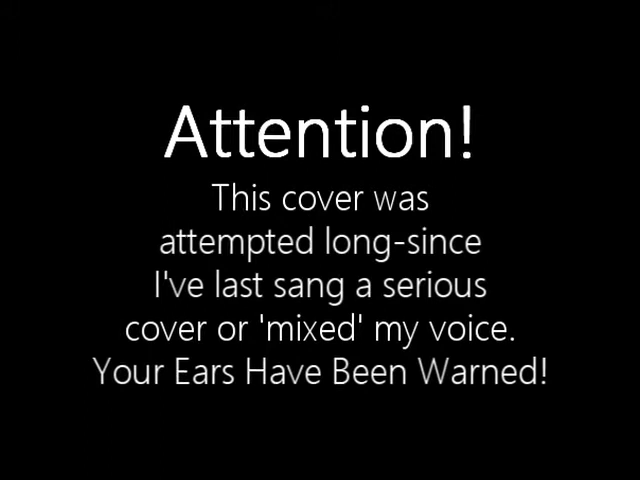 Attention!
This cover was
attempted long-since
I've last sang a serious
cover or 'mixed' my voice.
Your Ears Have Been Warned!